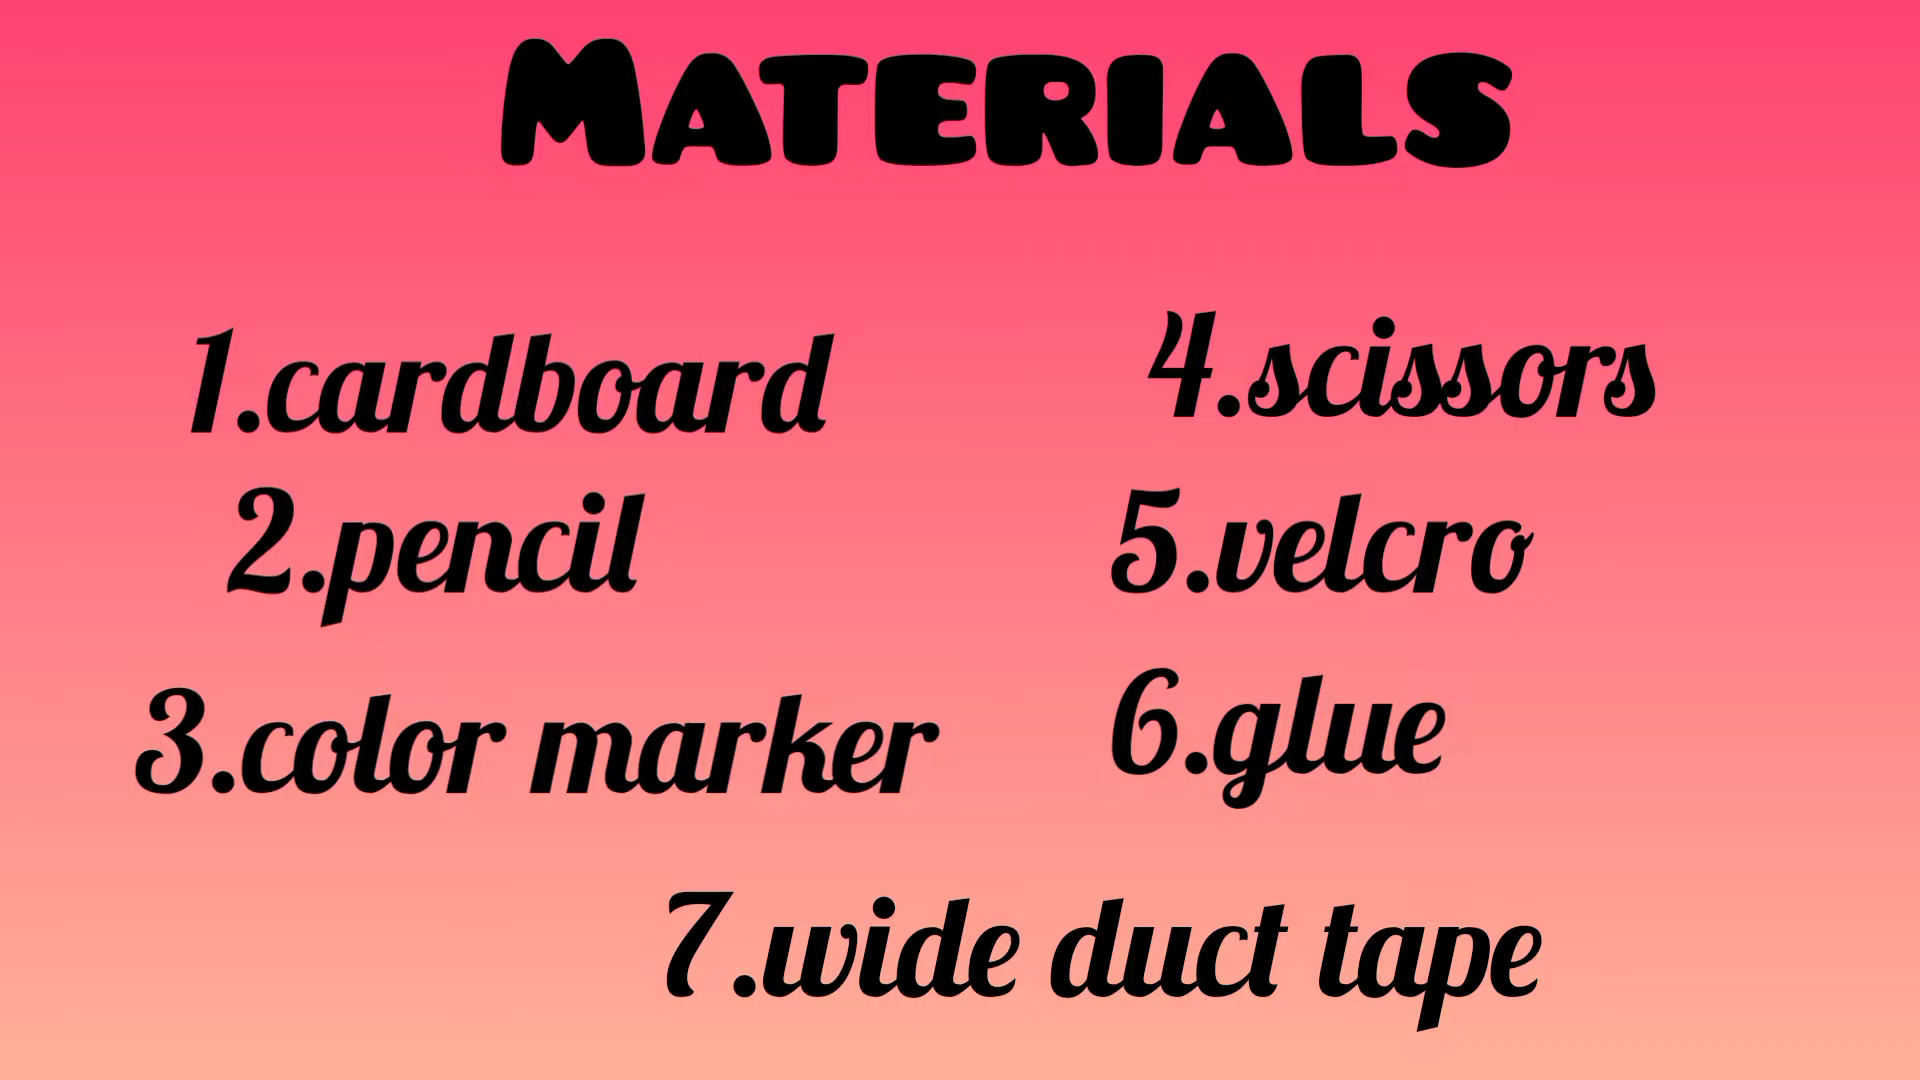 MATERIALS
1.cardboard
2.pencil
3.color marker
4.scissors
5.velcro
6.glue
7.wide duct tape